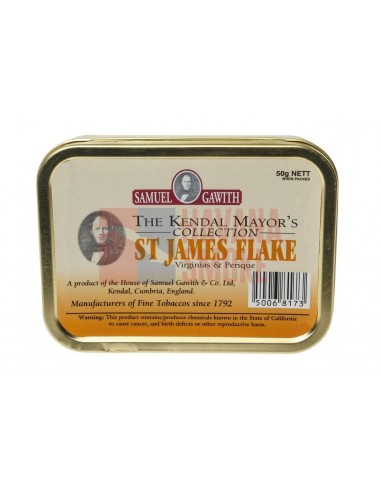 SAMUEL GAWITH
50g NETT
WHEN PACKED
THE KENDAL MAYOR'S
COLLECTION
ST JAMES FLAKE
Virginias & Perique
A product of the House of Samuel Gawith & Co. Ltd,
Kendal, Cumbria, England.
Manufacturers of Fine Tobaccos since 1792
5006 8173
Warning: This product contains/produces chemicals known in the State of California
to cause cancer, and birth defects or other reproductive harm.